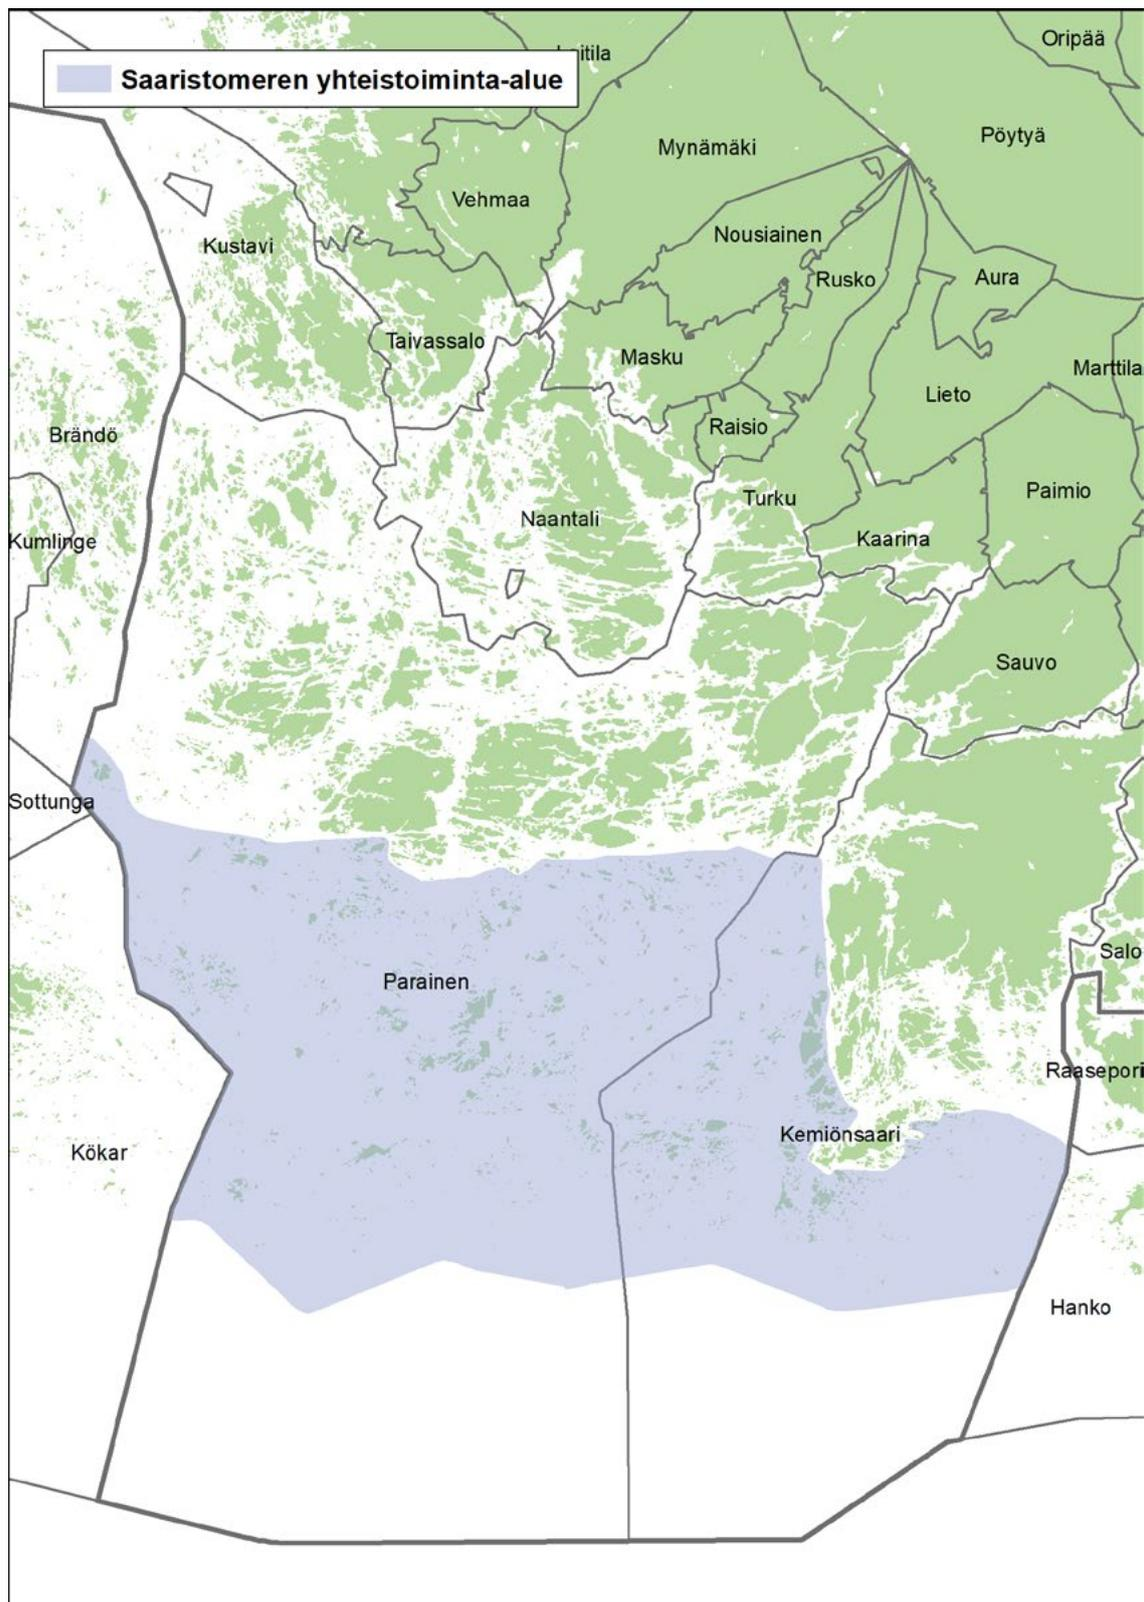 Oripää
Saaristomeren yhteistoiminta-alue
Pöytyä
Mynämäki
Vehmaa
Nousiainen
Kustavi
Aura
Rusko
Taivassalo
Masku
Marttila
Lieto
Raisio
Brändö
Paimio
Turku
Naantali
Kaarina
Kumlinge
Sauvo
Sottunga
Salo
Parainen
Raasepori
Kemiönsaari
Kökar
Hanko